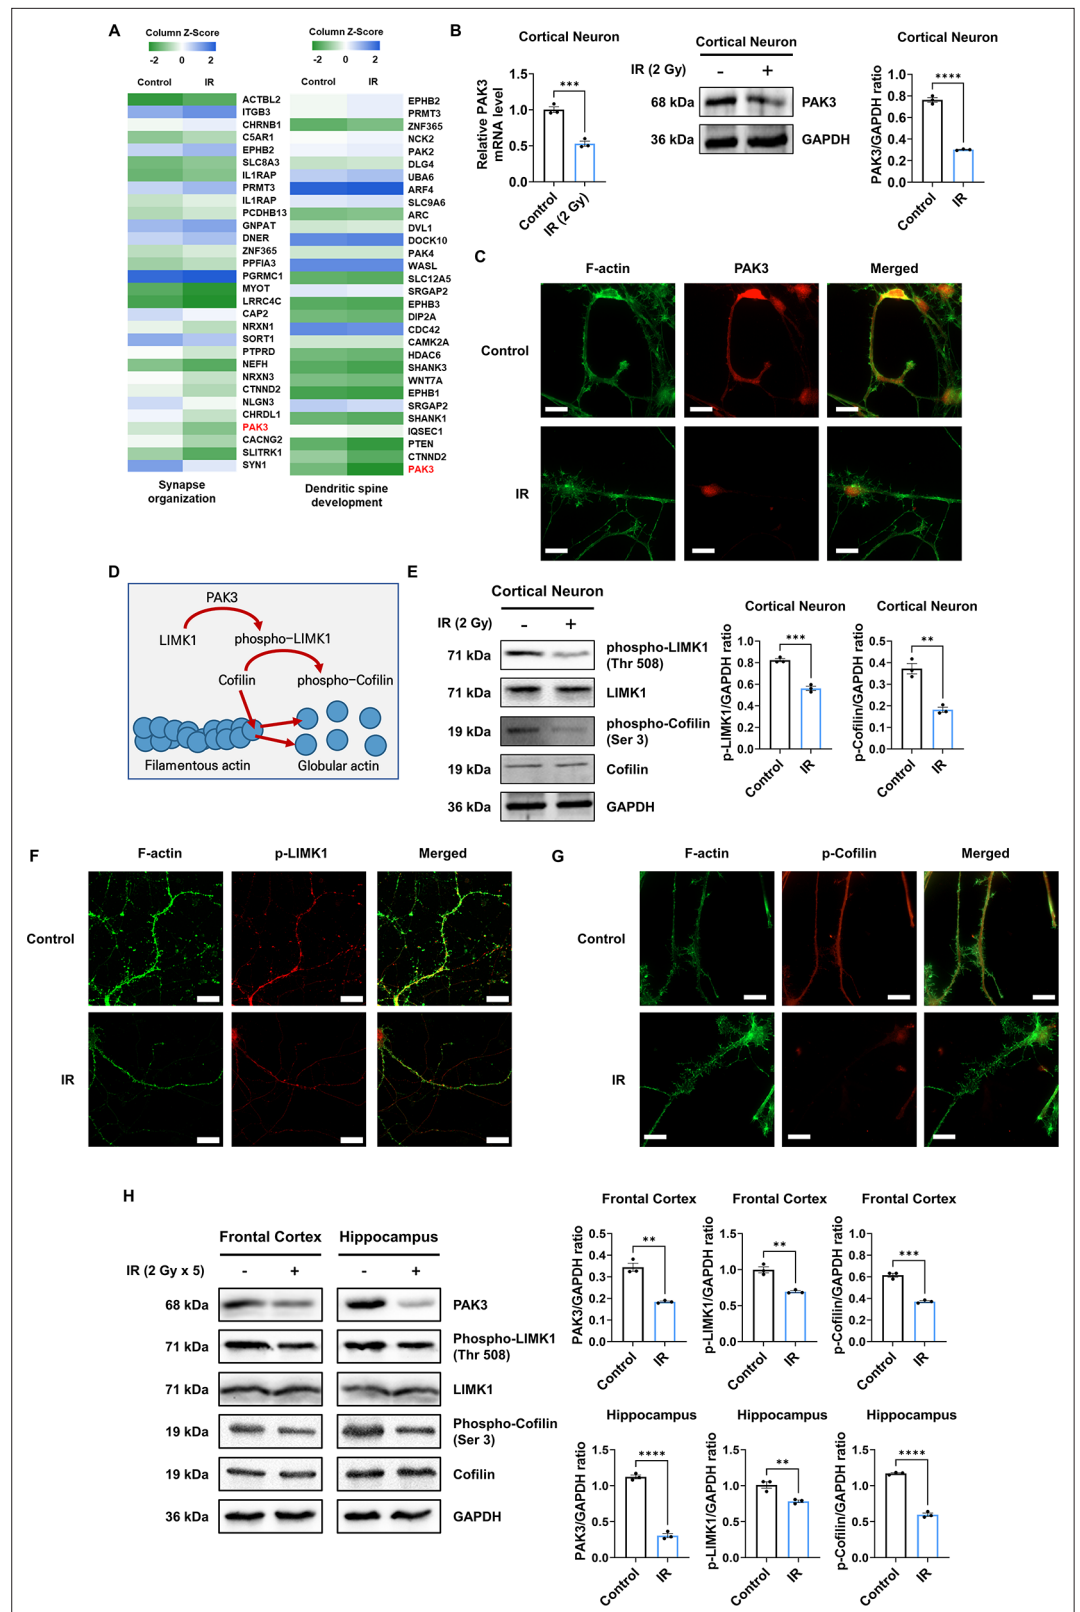 A
Column Z-Score
-2 0 2
Control IR
ACTBL2
ITGB3
CHRNB1
C5AR1
EPHB2
SLC8A3
IL1RAP
PRMT3
IL1RAP
PCDHB13
GNPAT
DNER
ZNF365
PPFIA3
PGRMC1
MYOT
LRRC4C
CAP2
NRXN1
SORT1
PTPRD
NEFH
NRXN3
CTNND2
NLGN3
CHRDL1
PAK3
CACNG2
SLITRK1
SYN1
Synapse
organization
Column Z-Score
-2 0 2
Control IR
EPHB2
PRMT3
ZNF365
NCK2
PAK2
DLG4
UBA6
ARF4
SLC9A6
ARC
DVL1
DOCK10
PAK4
WASL
SLC12A5
SRGAP2
EPHB3
DIP2A
CDC42
CAMK2A
HDAC6
SHANK3
WNT7A
EPHB1
SRGAP2
SHANK1
IQSEC1
PTEN
CTNND2
PAK3
Dendritic spine
development
B
Cortical Neuron
Relative PAK3
mRNA level
1.5
1.0
0.5
0.0
***
Control
IR (2 Gy)
Cortical Neuron
IR (2 Gy) - +
68 kDa PAK3
36 kDa GAPDH
Cortical Neuron
PAK3/GAPDH ratio
1.0
0.8
0.6
0.4
0.2
0.0
****
Control
IR
C
F-actin PAK3 Merged
Control
IR
D
PAK3
LIMK1 phospho-LIMK1
Cofilin phospho-Cofilin
Filamentous actin Globular actin
E
Cortical Neuron
IR (2 Gy) - +
71 kDa phospho-LIMK1
(Thr 508)
71 kDa LIMK1
19 kDa phospho-Cofilin
(Ser 3)
19 kDa Cofilin
36 kDa GAPDH
Cortical Neuron
p-LIMK1/GAPDH ratio
1.0
0.8
0.6
0.4
0.2
0.0
***
Control
IR
Cortical Neuron
p-Cofilin/GAPDH ratio
0.5
0.4
0.3
0.2
0.1
0.0
**
Control
IR
F
F-actin p-LIMK1 Merged
Control
IR
G
F-actin p-Cofilin Merged
Control
IR
H
Frontal Cortex Hippocampus
IR (2 Gy x 5) - + - +
68 kDa PAK3
71 kDa Phospho-LIMK1
(Thr 508)
71 kDa LIMK1
19 kDa Phospho-Cofilin
(Ser 3)
19 kDa Cofilin
36 kDa GAPDH
Frontal Cortex
PAK3/GAPDH ratio
0.5
0.4
0.3
0.2
0.1
0.0
**
Control
IR
Frontal Cortex
p-LIMK1/GAPDH ratio
1.5
1.0
0.5
0.0
**
Control
IR
Frontal Cortex
p-Cofilin/GAPDH ratio
1.0
0.8
0.6
0.4
0.2
0.0
***
Control
IR
Hippocampus
PAK3/GAPDH ratio
1.5
1.0
0.5
0.0
****
Control
IR
Hippocampus
p-LIMK1/GAPDH ratio
1.5
1.0
0.5
0.0
**
Control
IR
Hippocampus
p-Cofilin/GAPDH ratio
1.5
1.0
0.5
0.0
****
Control
IR